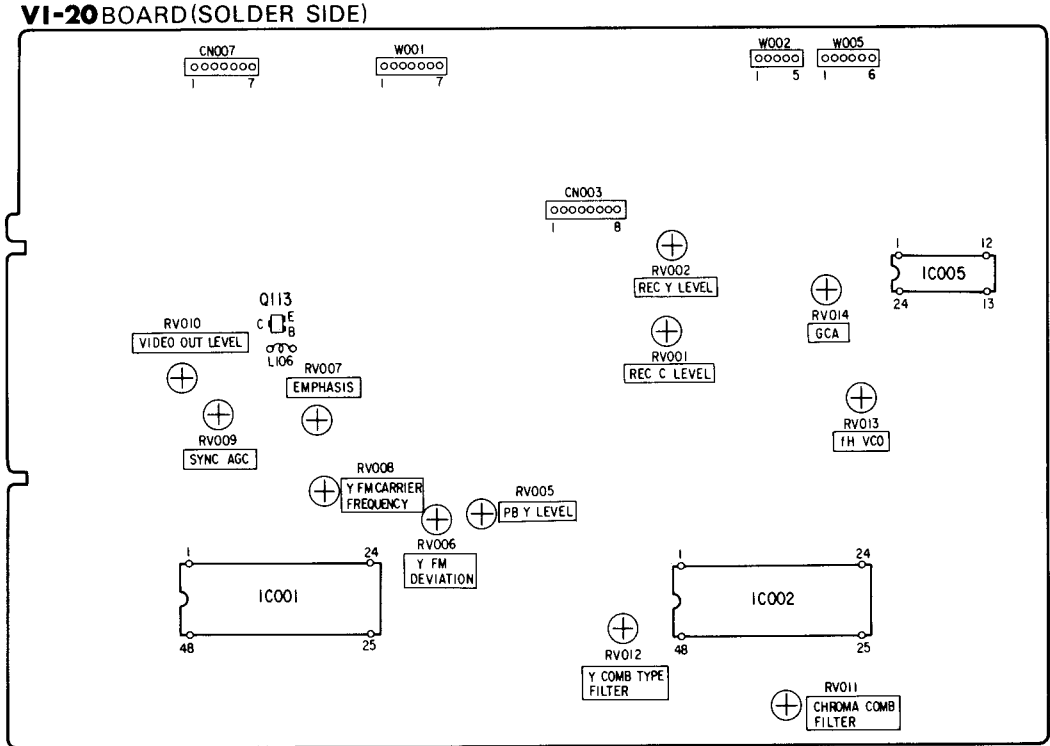 VI-20 BOARD (SOLDER SIDE)
CN007
1 7
W001
1 7
W002
1 5
W005
1 6
CN003
1 8
RV002
REC Y LEVEL
RV001
REC C LEVEL
1 12
IC005
24 13
RV014
GCA
RV013
fH VCO
Q113
C E
B
L106
RV010
VIDEO OUT LEVEL
RV007
EMPHASIS
RV009
SYNC AGC
RV008
Y FM CARRIER
FREQUENCY
RV005
PB Y LEVEL
RV006
Y FM
DEVIATION
1 24
IC001
48 25
1 24
IC002
48 25
RV012
Y COMB TYPE
FILTER
RV011
CHROMA COMB
FILTER